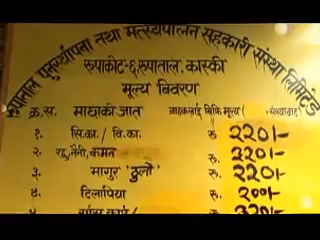 रुपाताल पुनर्स्थापना तथा मत्स्यपालन सहकारी संस्था लिमिटेड
रुपाकोट-६ रुपाताल, कास्की
मूल्य विवरण
क्र.स. माछाको जात ग्राहकलाई बिक्रि मूल्य (संस्थाबाट)
१. सि.का./ बि.का. रु. २२०।-
२. रहु, नैनी, कमन रु. २२०।-
३. मागुर 'ठुलो' रु. २२०।-
४. टिलापिया रु. २००।-